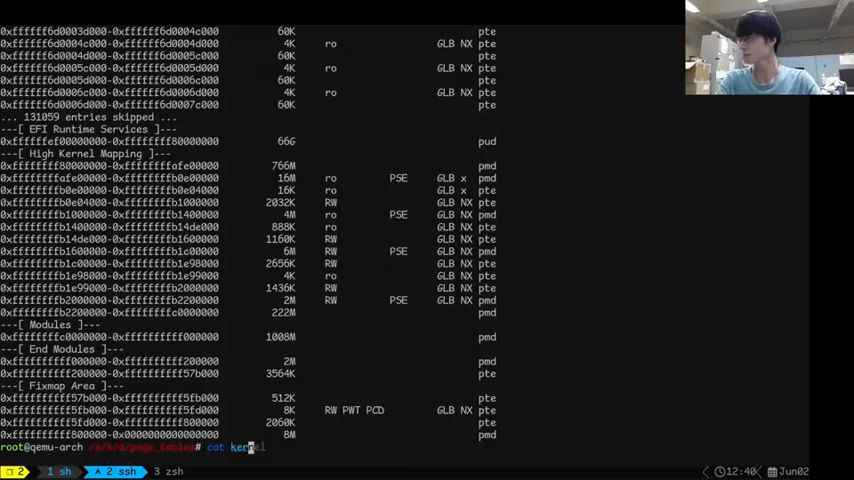 0xffffff6d0003d000-0xffffff6d0004c000 60K pte
0xffffff6d0004c000-0xffffff6d0004d000 4K ro GLB NX pte
0xffffff6d0004d000-0xffffff6d0005c000 60K pte
0xffffff6d0005c000-0xffffff6d0005d000 4K ro GLB NX pte
0xffffff6d0005d000-0xffffff6d0006c000 60K pte
0xffffff6d0006c000-0xffffff6d0006d000 4K ro GLB NX pte
0xffffff6d0006d000-0xffffff6d0007c000 60K pte
... 131059 entries skipped ...
---[ EFI Runtime Services ]---
0xffffffef00000000-0xffffffff80000000 66G pud
---[ High Kernel Mapping ]---
0xffffffff80000000-0xffffffffafe00000 766M pmd
0xffffffffafe00000-0xffffffffb0e00000 16M ro PSE GLB x pmd
0xffffffffb0e00000-0xffffffffb0e04000 16K ro GLB x pte
0xffffffffb0e04000-0xffffffffb1000000 2032K RW GLB NX pte
0xffffffffb1000000-0xffffffffb1400000 4M ro PSE GLB NX pmd
0xffffffffb1400000-0xffffffffb14de000 888K ro GLB NX pte
0xffffffffb14de000-0xffffffffb1600000 1160K RW GLB NX pte
0xffffffffb1600000-0xffffffffb1c00000 6M RW PSE GLB NX pmd
0xffffffffb1c00000-0xffffffffb1e98000 2656K RW GLB NX pte
0xffffffffb1e98000-0xffffffffb1e99000 4K ro GLB NX pte
0xffffffffb1e99000-0xffffffffb2000000 1436K RW GLB NX pte
0xffffffffb2000000-0xffffffffb2200000 2M RW PSE GLB NX pmd
0xffffffffb2200000-0xffffffffc0000000 222M pmd
---[ Modules ]---
0xffffffffc0000000-0xffffffffff000000 1008M pmd
---[ End Modules ]---
0xffffffffff000000-0xffffffffff200000 2M pmd
0xffffffffff200000-0xffffffffff57b000 3564K pte
---[ Fixmap Area ]---
0xffffffffff57b000-0xffffffffff5fb000 512K pte
0xffffffffff5fb000-0xffffffffff5fd000 8K RW PWT PCD GLB NX pte
0xffffffffff5fd000-0xffffffffff800000 2060K pte
0xffffffffff800000-0x0000000000000000 8M pmd
root@qemu-arch /s/k/d/page_tables# cat kernel
2 1 sh 2 ssh 3 zsh 12:40 Jun02